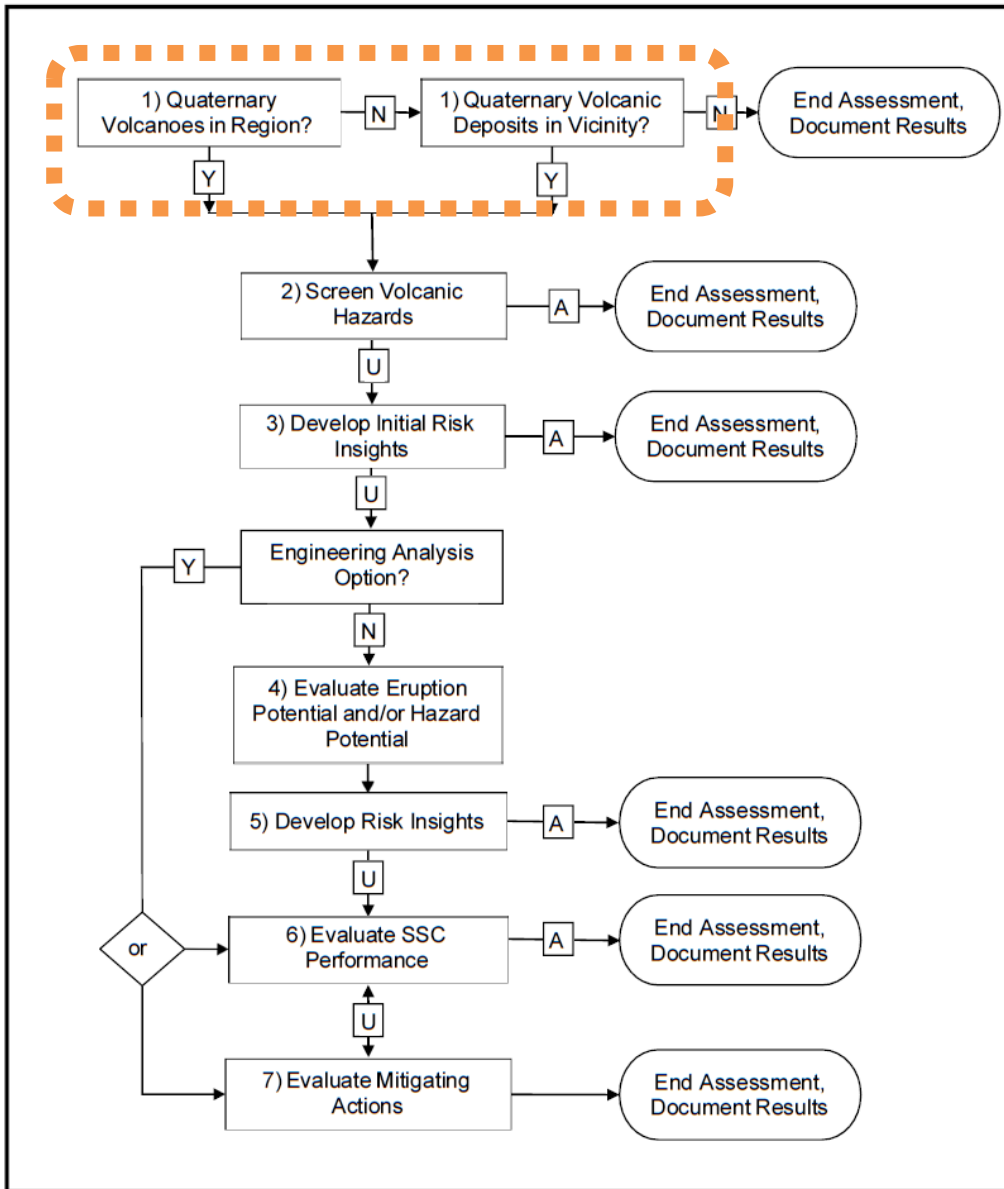 1) Quaternary
Volcanoes in Region?
N
1) Quaternary Volcanic
Deposits in Vicinity?
N
End Assessment,
Document Results
Y
Y
2) Screen Volcanic
Hazards
A
End Assessment,
Document Results
U
3) Develop Initial Risk
Insights
A
End Assessment,
Document Results
U
Engineering Analysis
Option?
Y
N
4) Evaluate Eruption
Potential and/or Hazard
Potential
5) Develop Risk Insights
A
End Assessment,
Document Results
U
or
6) Evaluate SSC
Performance
A
End Assessment,
Document Results
U
7) Evaluate Mitigating
Actions
End Assessment,
Document Results